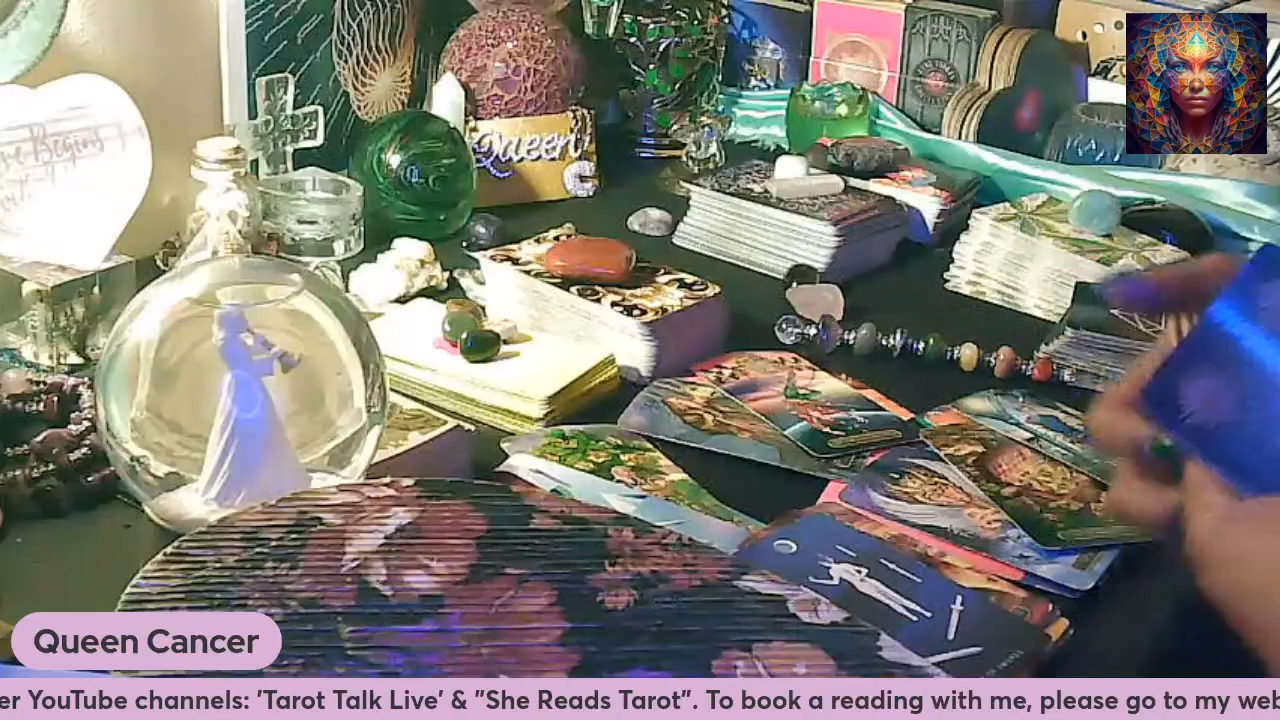 Begins
Queen
Queen Cancer
er YouTube channels: 'Tarot Talk Live' & "She Reads Tarot". To book a reading with me, please go to my web